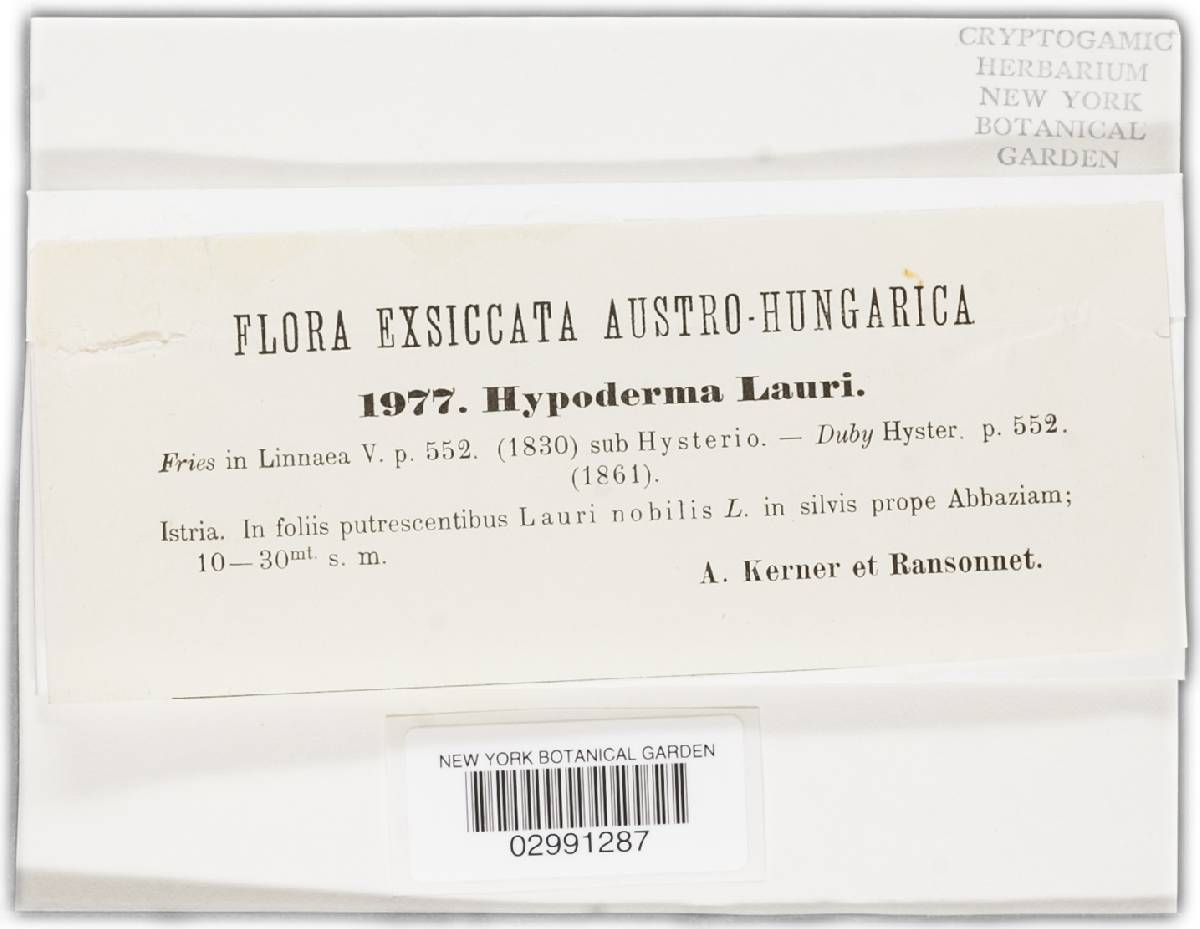 CRYPTOGAMIC
HERBARIUM
NEW YORK
BOTANICAL
GARDEN
FLORA EXSICCATA AUSTRO-HUNGARICA
1977. Hypoderma Lauri.
Fries in Linnaea V. p. 552. (1830) sub Hysterio. — Duby Hyster. p. 552.
(1861).
Istria. In foliis putrescentibus Lauri nobilis L. in silvis prope Abbaziam;
10—30mt. s. m.
A. Kerner et Ransonnet.
NEW YORK BOTANICAL GARDEN
02991287